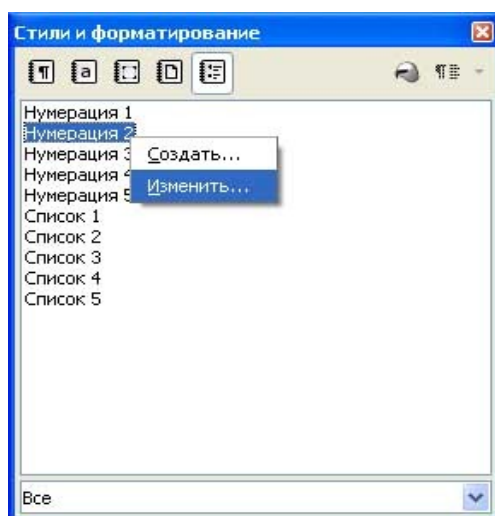 Стили и форматирование
Нумерация 1
Нумерация 2
Нумерация 3
Создать...
Нумерация 4
Изменить...
Нумерация 5
Список 1
Список 2
Список 3
Список 4
Список 5
Все